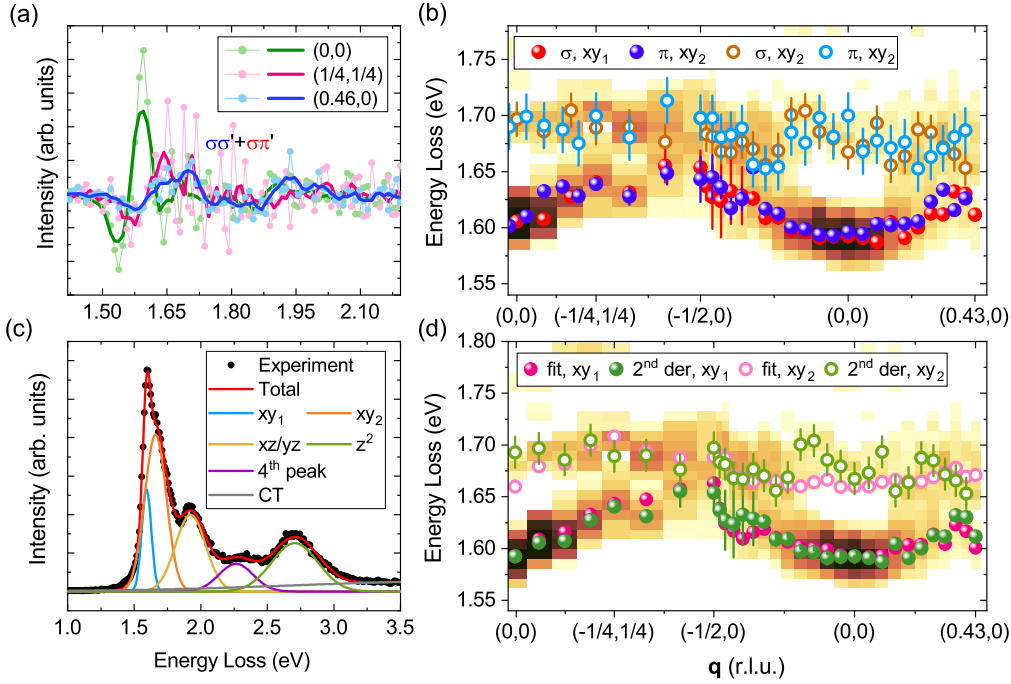 (a)
Intensity (arb. units)
(0,0)
(1/4,1/4)
(0.46,0)
σσ'+σπ'
1.50 1.65 1.80 1.95 2.10
(b)
Energy Loss (eV)
1.75
1.70
1.65
1.60
1.55
σ, xy1 π, xy2 σ, xy2 π, xy2
(0,0) (-1/4,1/4) (-1/2,0) (0,0) (0.43,0)
(c)
Intensity (arb. units)
Experiment
Total
xy1 xy2
xz/yz z2
4th peak
CT
1.0 1.5 2.0 2.5 3.0 3.5
Energy Loss (eV)
(d)
Energy Loss (eV)
1.80
1.75
1.70
1.65
1.60
1.55
fit, xy1 2nd der, xy1 fit, xy2 2nd der, xy2
(0,0) (-1/4,1/4) (-1/2,0) (0,0) (0.43,0)
q (r.l.u.)